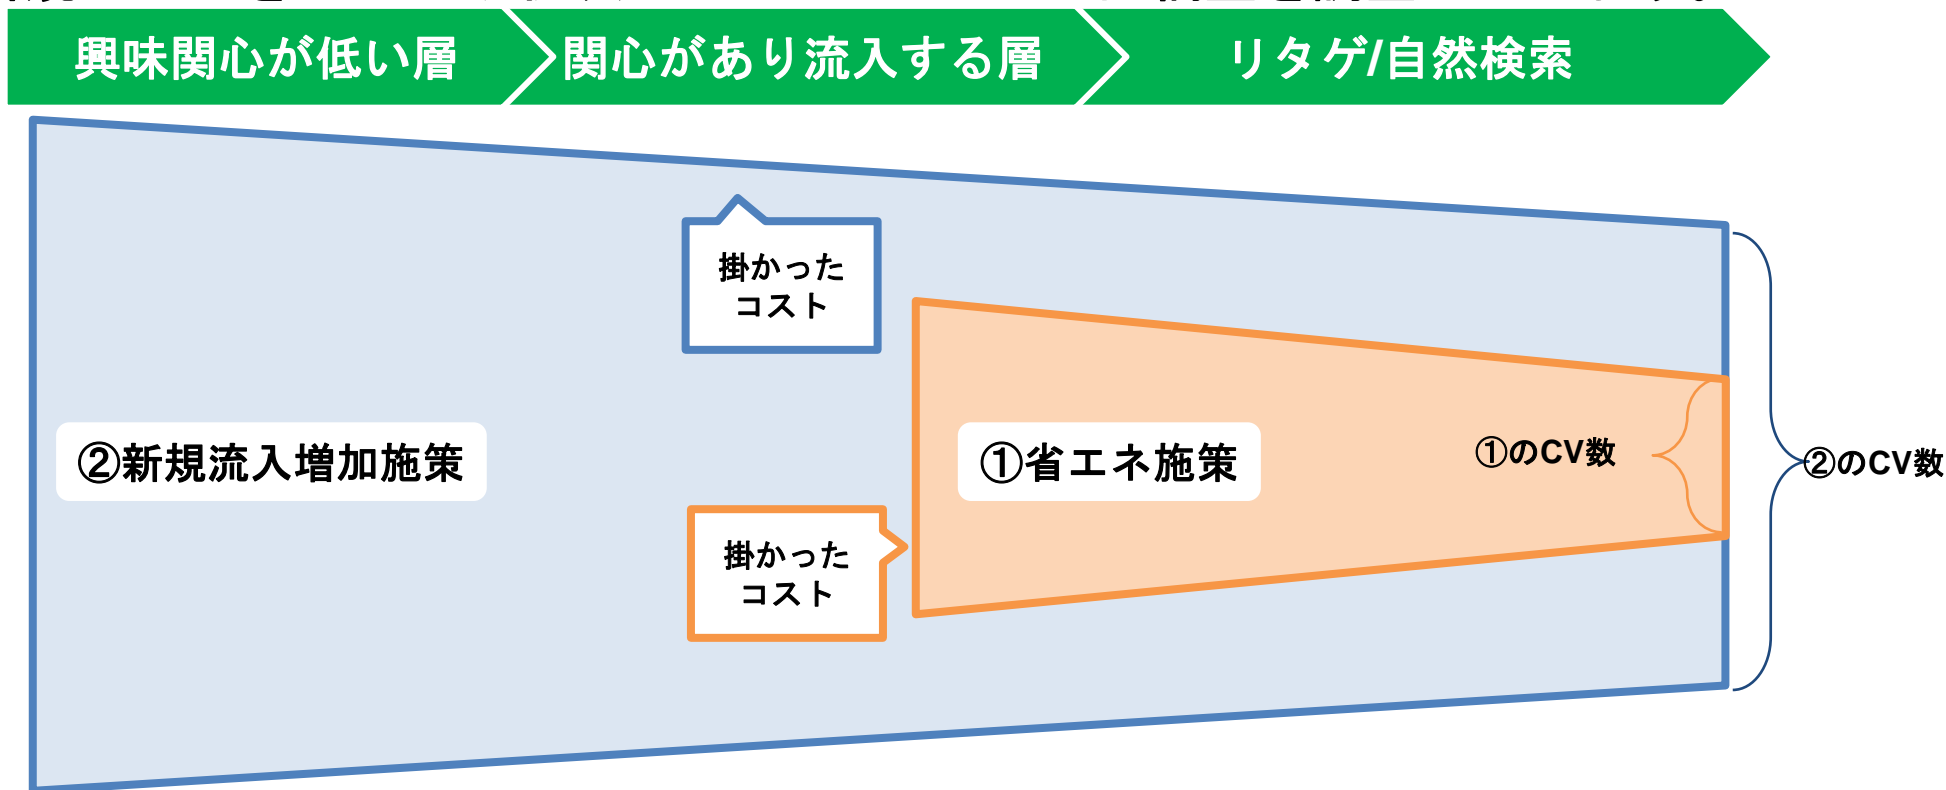 興味関心が低い層
関心があり流入する層
リタゲ/自然検索
掛かった
コスト
②新規流入増加施策
①省エネ施策
①のCV数
②のCV数
掛かった
コスト